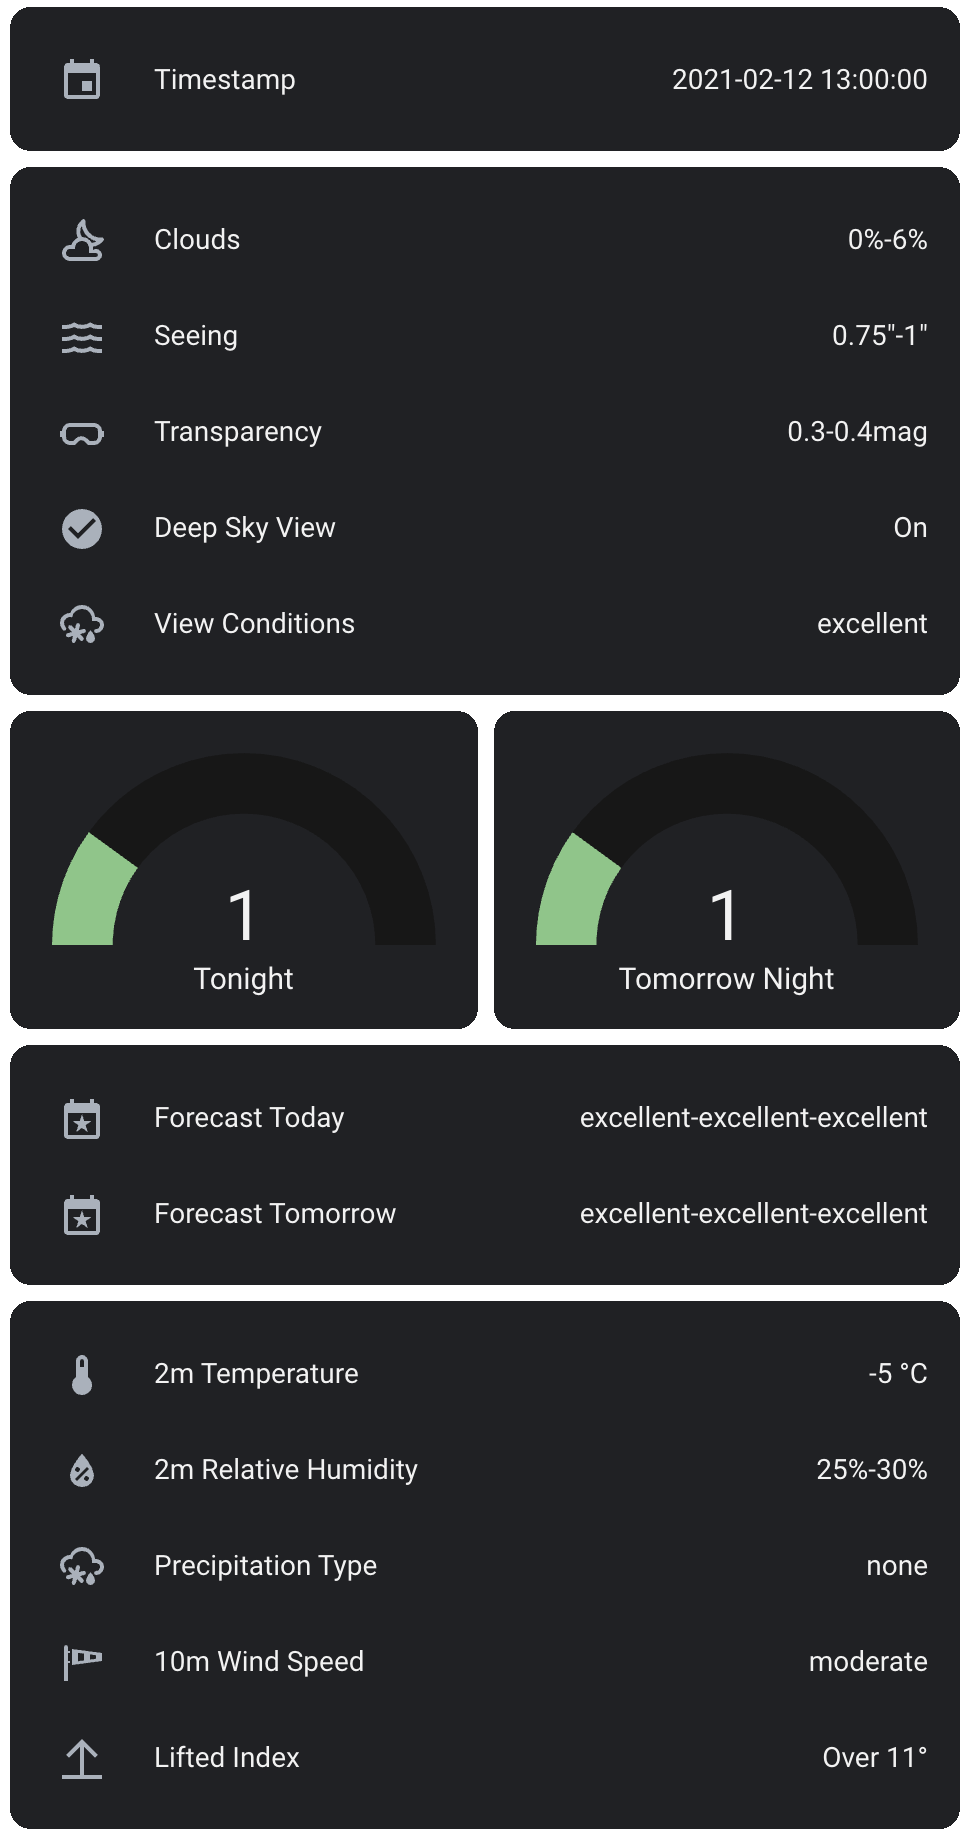 Timestamp 2021-02-12 13:00:00
Clouds 0%-6%
Seeing 0.75"-1"
Transparency 0.3-0.4mag
Deep Sky View On
View Conditions excellent
1
Tonight
1
Tomorrow Night
Forecast Today excellent-excellent-excellent
Forecast Tomorrow excellent-excellent-excellent
2m Temperature -5 °C
2m Relative Humidity 25%-30%
Precipitation Type none
10m Wind Speed moderate
Lifted Index Over 11°